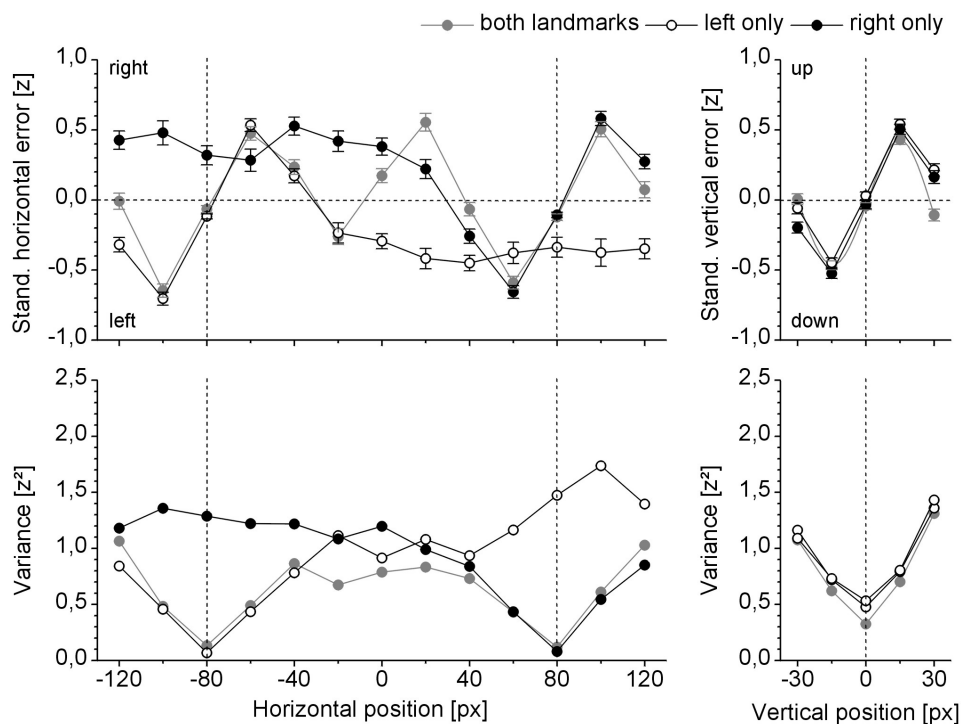 both landmarks left only right only
1,0
0,5
0,0
-0,5
-1,0
Stand. horizontal error [z]
right
left
1,0
0,5
0,0
-0,5
-1,0
Stand. vertical error [z]
up
down
2,5
2,0
1,5
1,0
0,5
0,0
Variance [z²]
-120 -80 -40 0 40 80 120
Horizontal position [px]
2,5
2,0
1,5
1,0
0,5
0,0
Variance [z²]
-30 0 30
Vertical position [px]